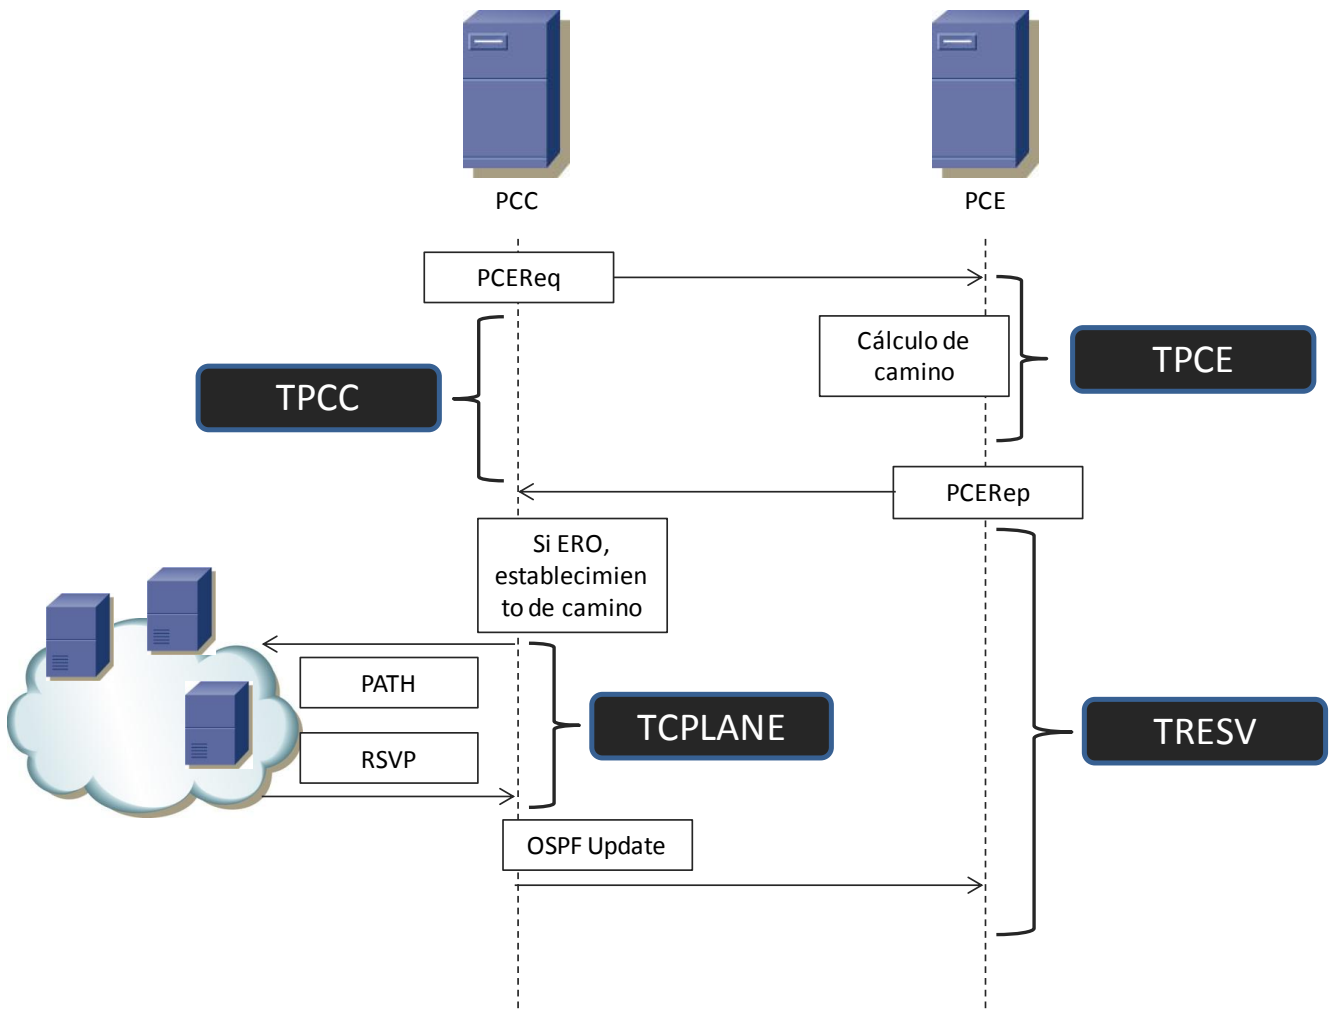 PCC
PCE
PCEReq
Cálculo de
camino
TPCE
TPCC
PCERep
Si ERO,
establecimien
to de camino
PATH
TCPLANE
TRESV
RSVP
OSPF Update